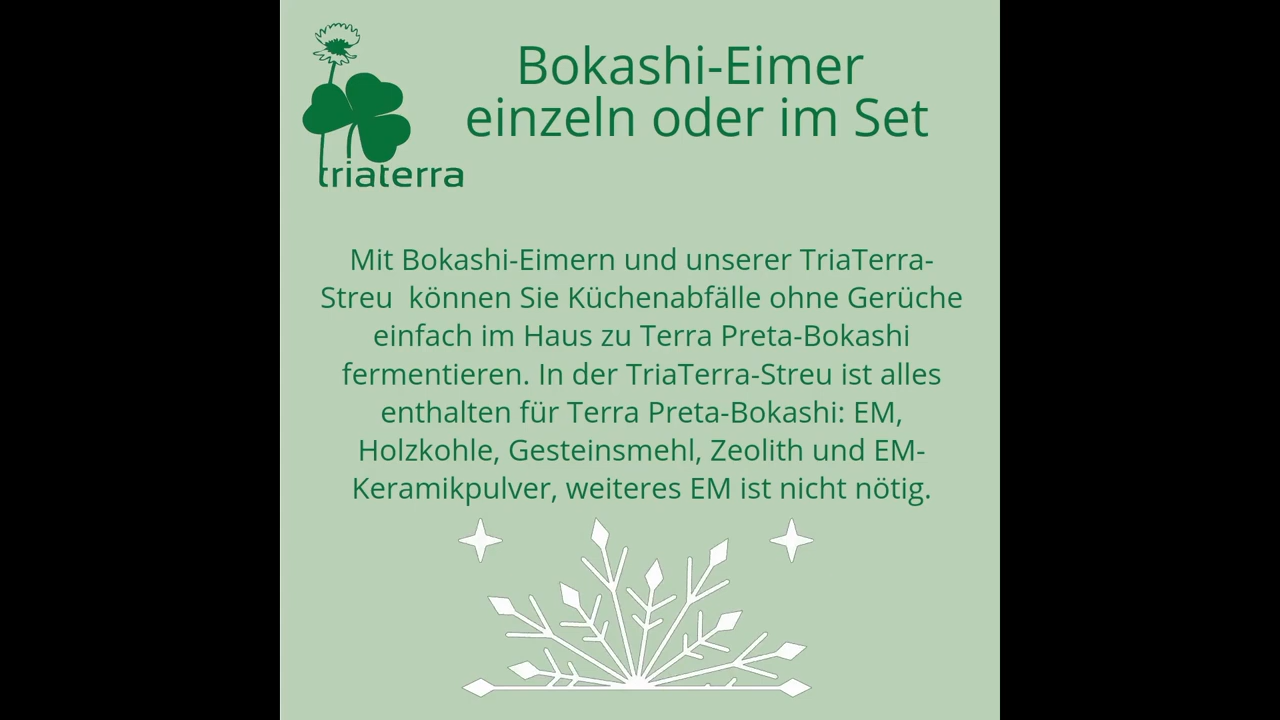 Bokashi-Eimer
einzeln oder im Set
triaterra
Mit Bokashi-Eimern und unserer TriaTerra-
Streu  können Sie Küchenabfälle ohne Gerüche
einfach im Haus zu Terra Preta-Bokashi
fermentieren. In der TriaTerra-Streu ist alles
enthalten für Terra Preta-Bokashi: EM,
Holzkohle, Gesteinsmehl, Zeolith und EM-
Keramikpulver, weiteres EM ist nicht nötig.